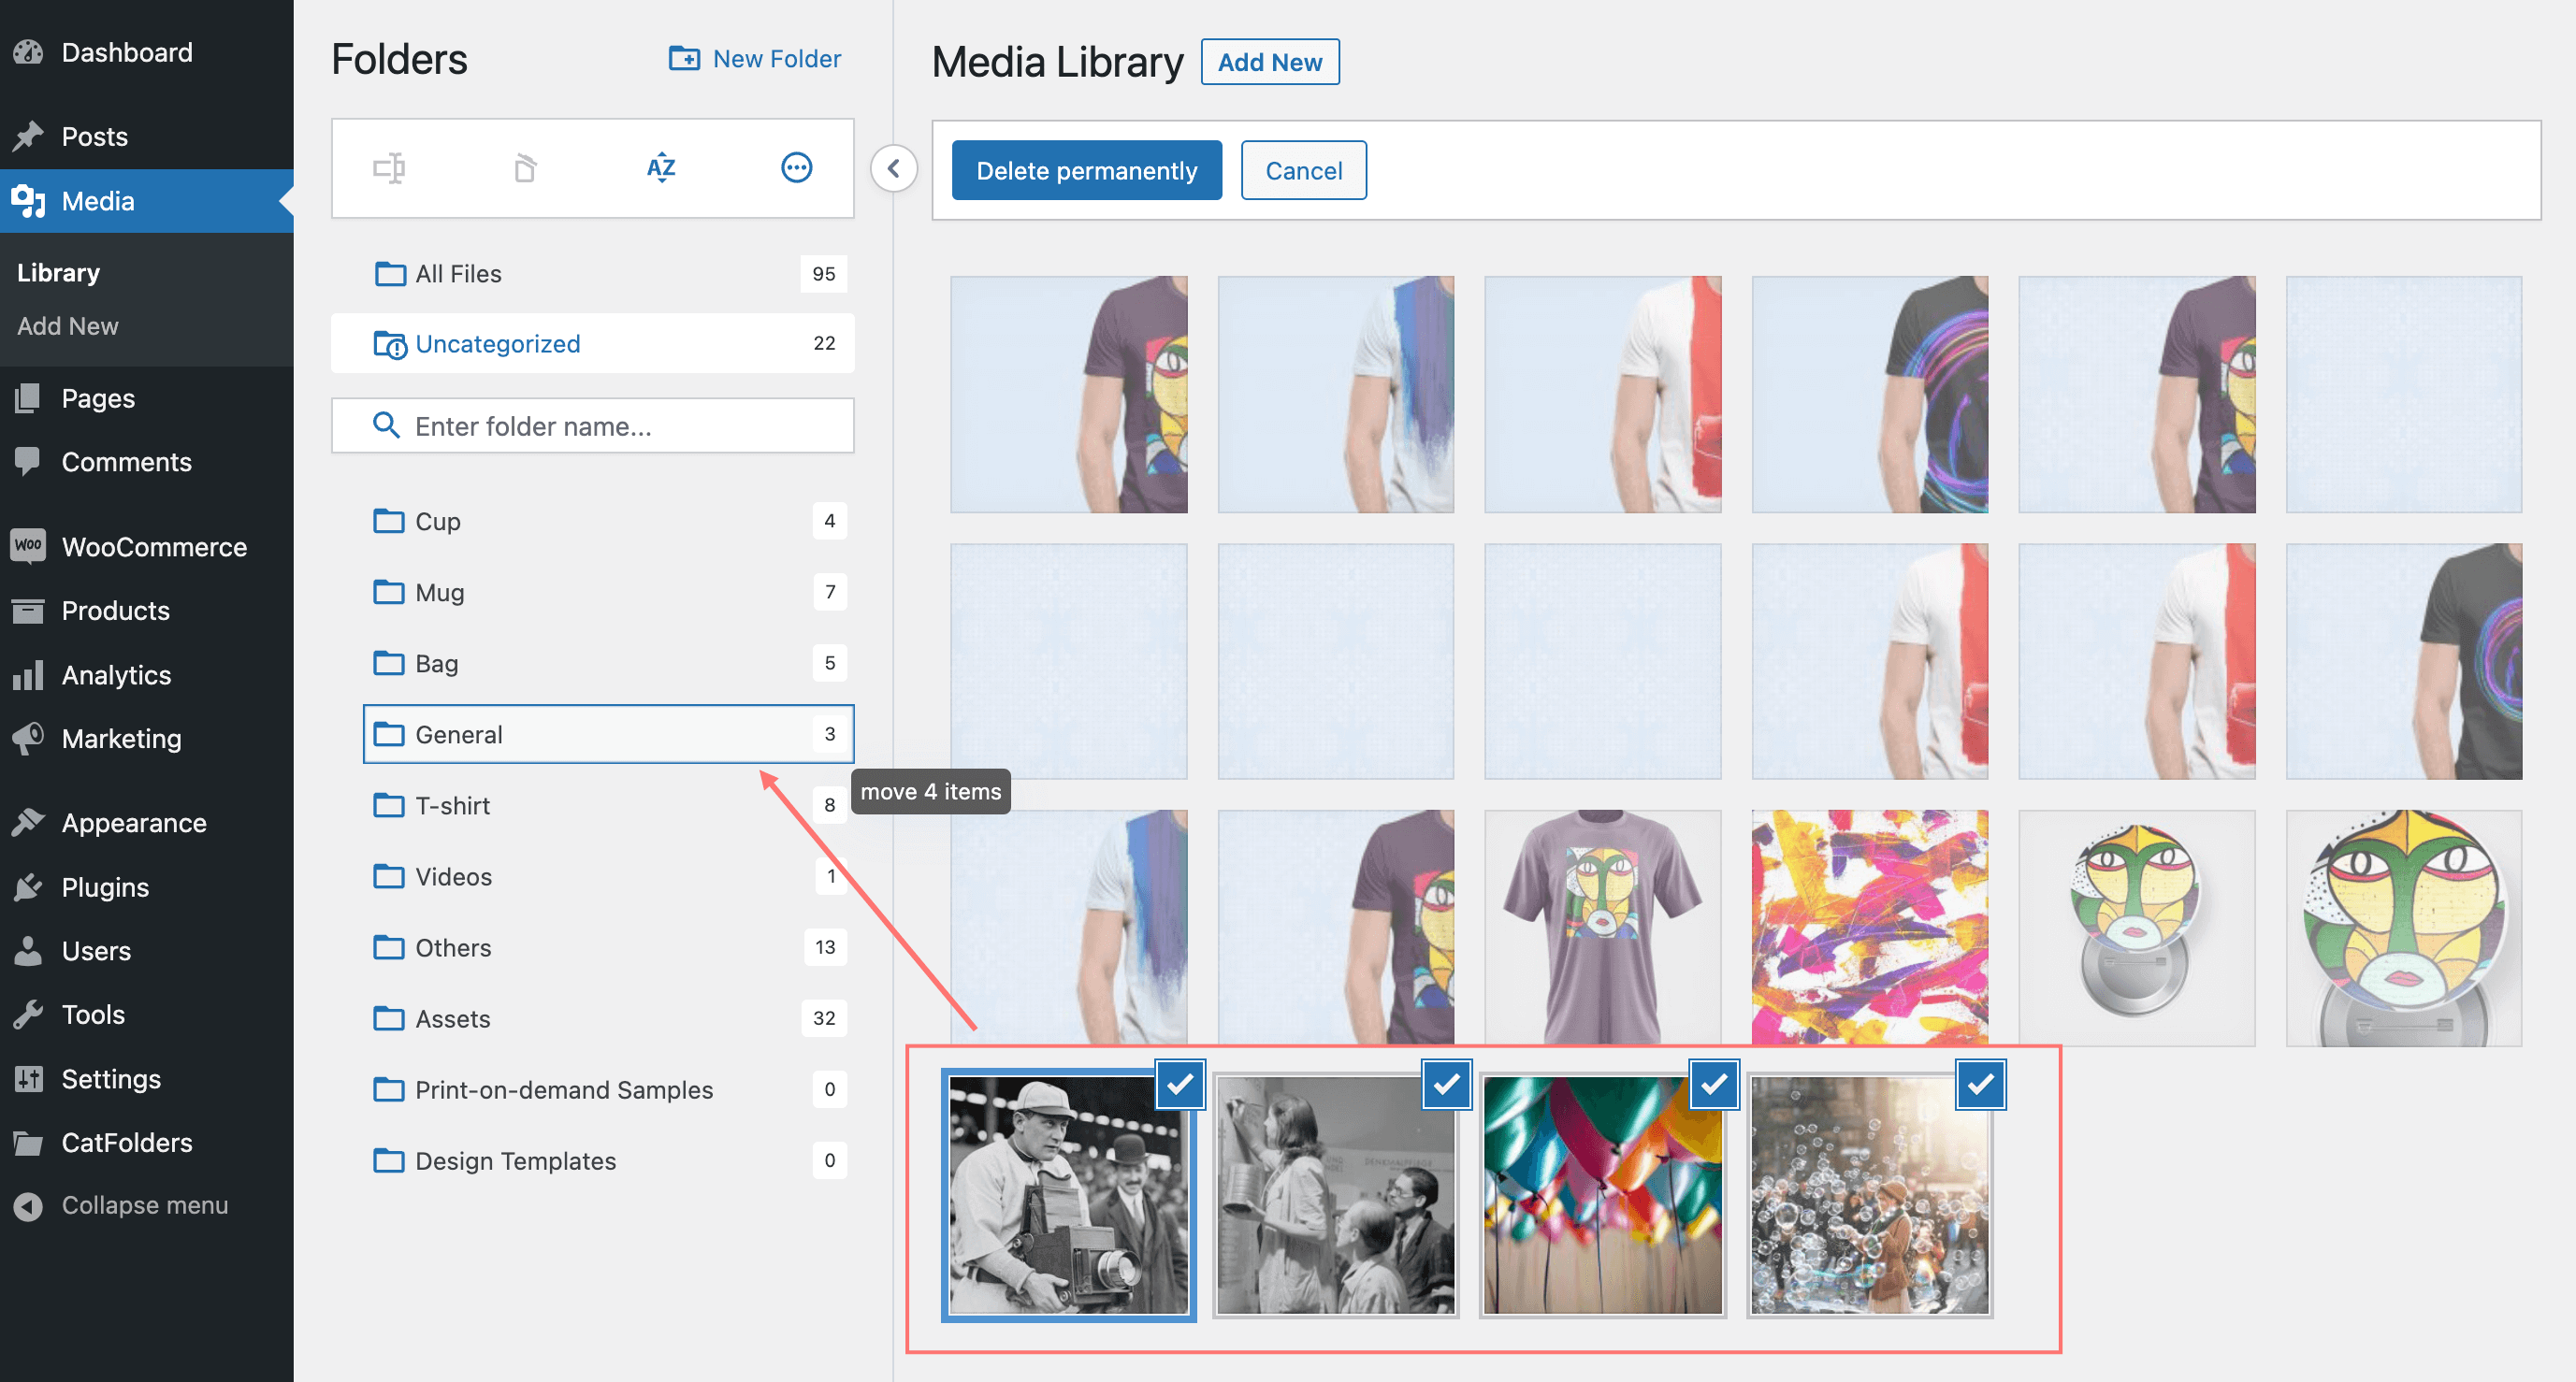 Dashboard
Posts
Media
Library
Add New
Pages
Comments
Woo WooCommerce
Products
Analytics
Marketing
Appearance
Plugins
Users
Tools
Settings
CatFolders
Collapse menu
Folders
New Folder
AZ
All Files 95
Uncategorized 22
Enter folder name...
Cup 4
Mug 7
Bag 5
General 3
T-shirt 8
Videos 1
Others 13
Assets 32
Print-on-demand Samples 0
Design Templates 0
move 4 items
Media Library
Add New
Delete permanently
Cancel